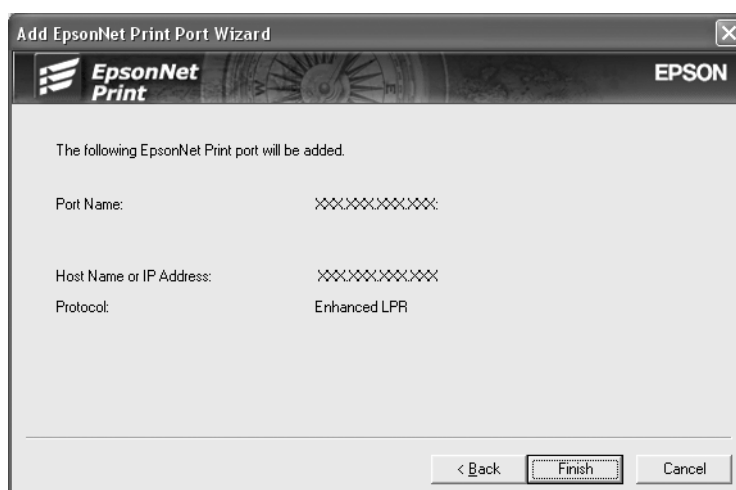 Add EpsonNet Print Port Wizard
EpsonNet
Print
EPSON
The following EpsonNet Print port will be added.
Port Name: XXX.XXX.XXX.XXX:
Host Name or IP Address: XXX.XXX.XXX.XXX
Protocol: Enhanced LPR
< Back Finish Cancel